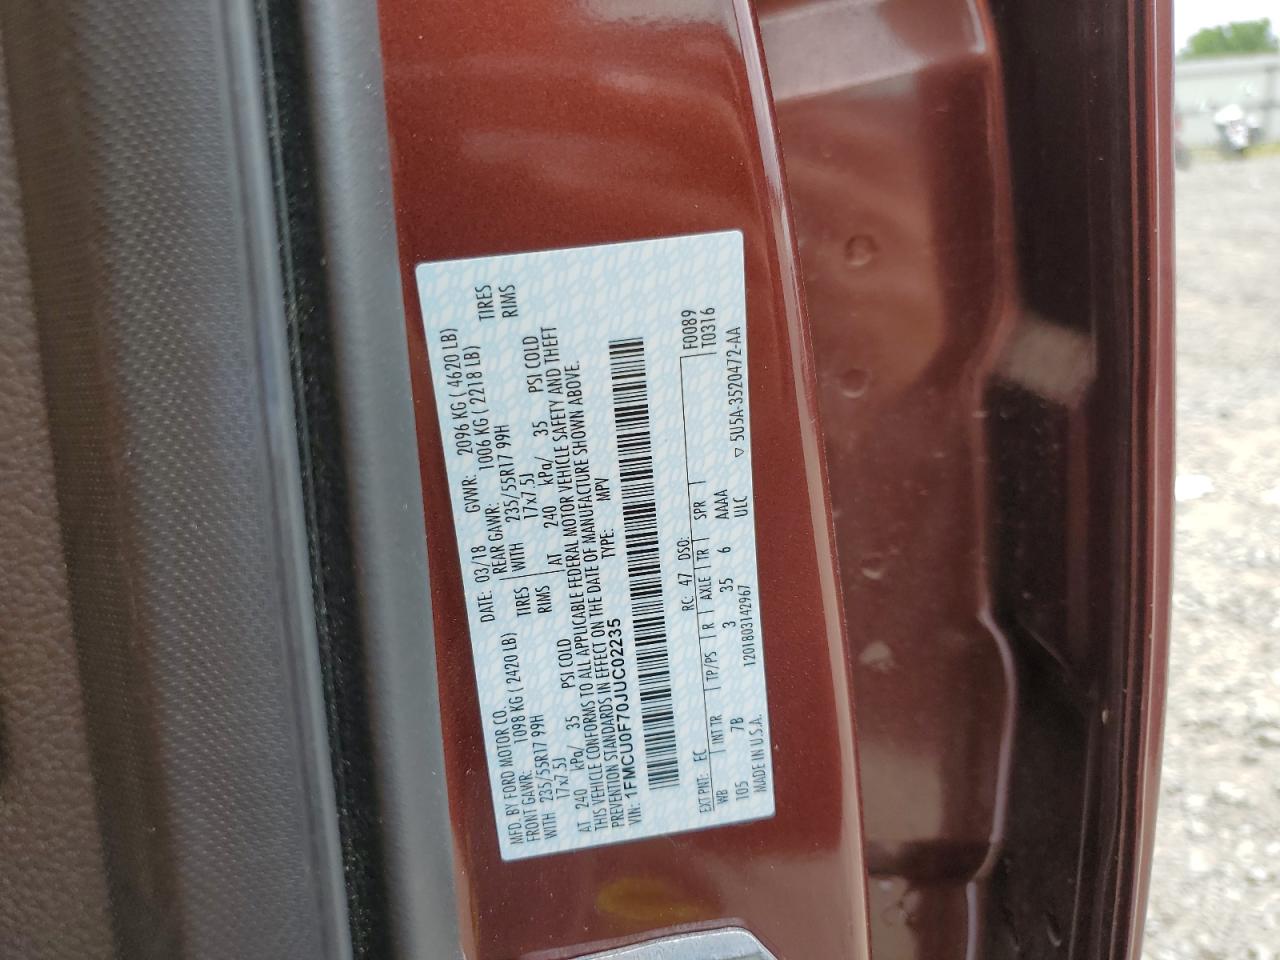 MFD. BY FORD MOTOR CO.
DATE: 03/18 GVWR: 2096 KG ( 4620 LB)
FRONT GAWR: 1098 KG ( 2420 LB) REAR GAWR: 1006 KG ( 2218 LB)
WITH 235/55R17 99H TIRES WITH 235/55R17 99H TIRES
17x7.5J RIMS 17x7.5J RIMS
AT 240 kPa/ 35 PSI COLD AT 240 kPa/ 35 PSI COLD
THIS VEHICLE CONFORMS TO ALL APPLICABLE FEDERAL MOTOR VEHICLE SAFETY AND THEFT
PREVENTION STANDARDS IN EFFECT ON THE DATE OF MANUFACTURE SHOWN ABOVE.
VIN: 1FMCU0F70JUC02235 TYPE: MPV
EXT PNT: EC RC: 47 DSO: F0089
WB INT TR TP/PS R AXLE TR SPR T0316
105 7B 3 35 6 AAAA
MADE IN U.S.A. 1201803142967 ULC ▽ 5U5A-3520472-AA